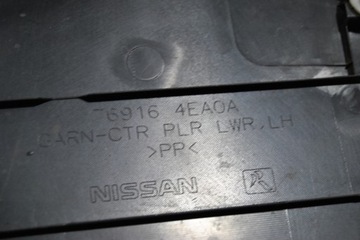 76916 4EA0A
GARN-CTR PLR LWR,LH
>PP<
NISSAN R